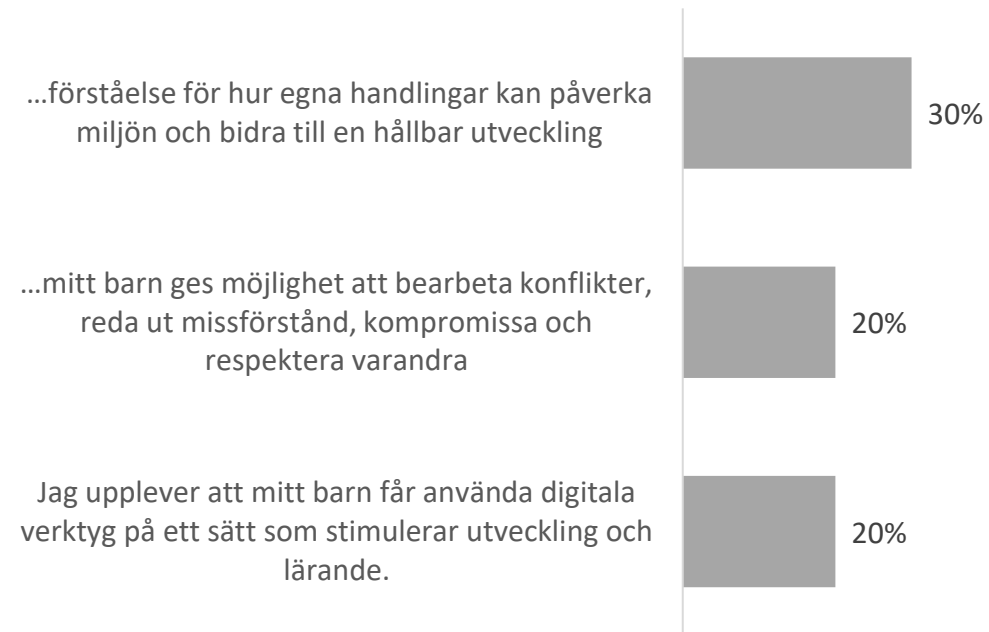 …förståelse för hur egna handlingar kan påverka
miljön och bidra till en hållbar utveckling
30%
…mitt barn ges möjlighet att bearbeta konflikter,
reda ut missförstånd, kompromissa och
respektera varandra
20%
Jag upplever att mitt barn får använda digitala
verktyg på ett sätt som stimulerar utveckling och
lärande.
20%